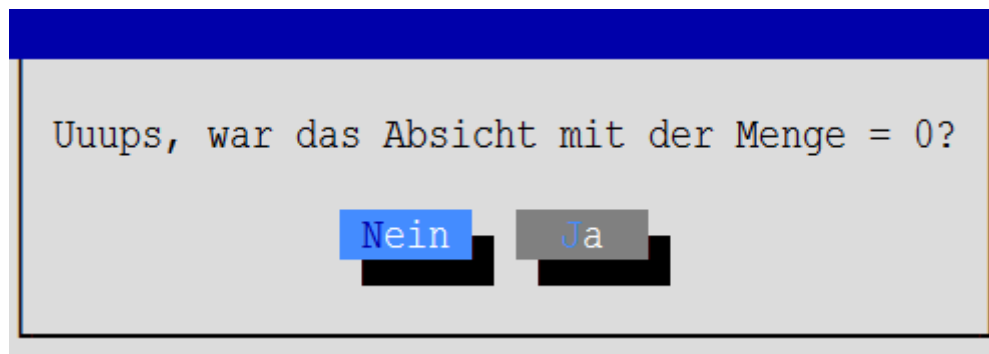 Uuups, war das Absicht mit der Menge = 0?
Nein Ja